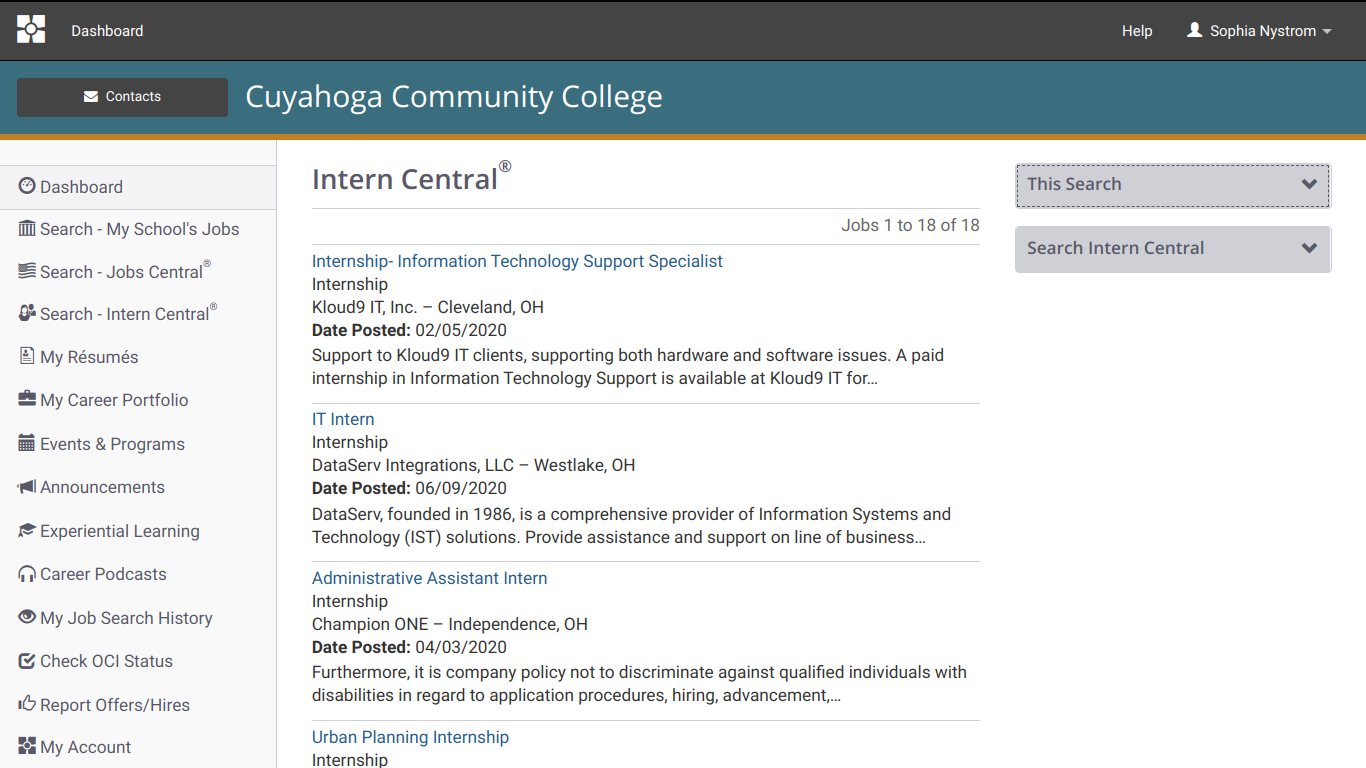 Dashboard
Help
Sophia Nystrom
Contacts
Cuyahoga Community College
Dashboard
Search - My School's Jobs
Search - Jobs Central®
Search - Intern Central®
My Résumés
My Career Portfolio
Events & Programs
Announcements
Experiential Learning
Career Podcasts
My Job Search History
Check OCI Status
Report Offers/Hires
My Account
Intern Central®
Jobs 1 to 18 of 18
Internship- Information Technology Support Specialist
Internship
Kloud9 IT, Inc. – Cleveland, OH
Date Posted: 02/05/2020
Support to Kloud9 IT clients, supporting both hardware and software issues. A paid
internship in Information Technology Support is available at Kloud9 IT for…
IT Intern
Internship
DataServ Integrations, LLC – Westlake, OH
Date Posted: 06/09/2020
DataServ, founded in 1986, is a comprehensive provider of Information Systems and
Technology (IST) solutions. Provide assistance and support on line of business…
Administrative Assistant Intern
Internship
Champion ONE – Independence, OH
Date Posted: 04/03/2020
Furthermore, it is company policy not to discriminate against qualified individuals with
disabilities in regard to application procedures, hiring, advancement,…
Urban Planning Internship
Internship
This Search
Search Intern Central